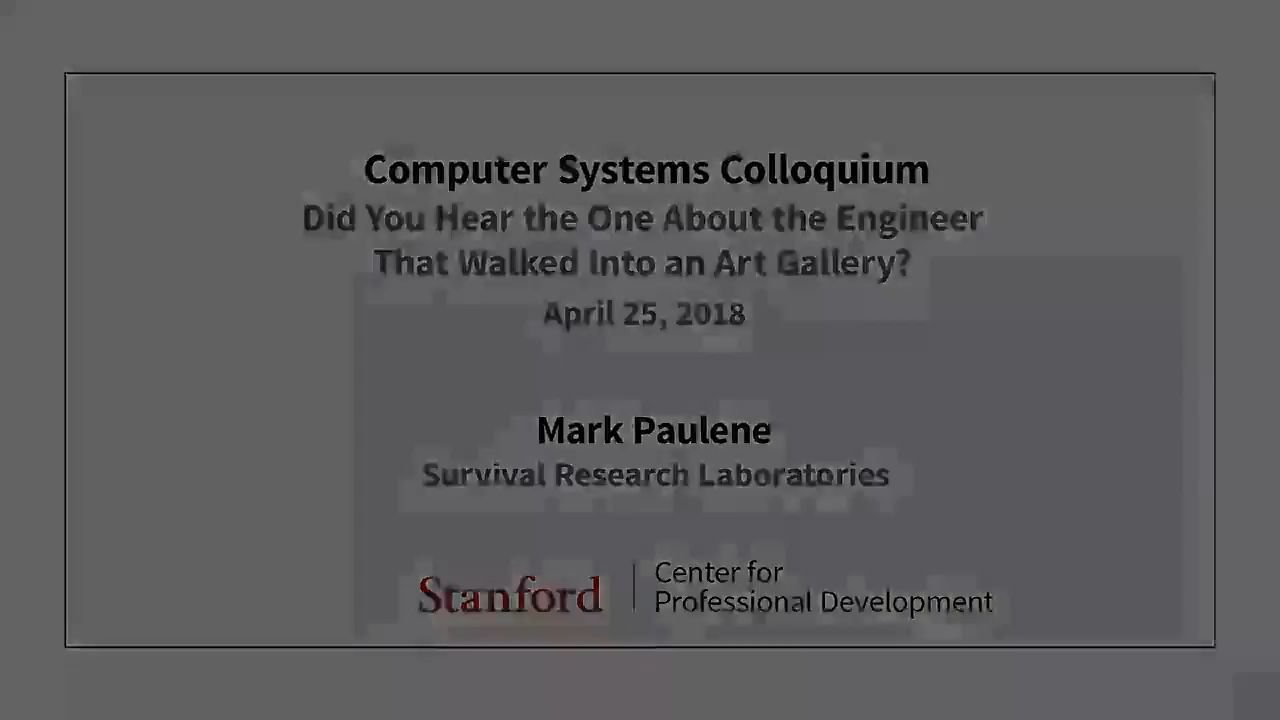 Computer Systems Colloquium
Did You Hear the One About the Engineer
That Walked Into an Art Gallery?
April 25, 2018
Mark Paulene
Survival Research Laboratories
Stanford
Center for
Professional Development